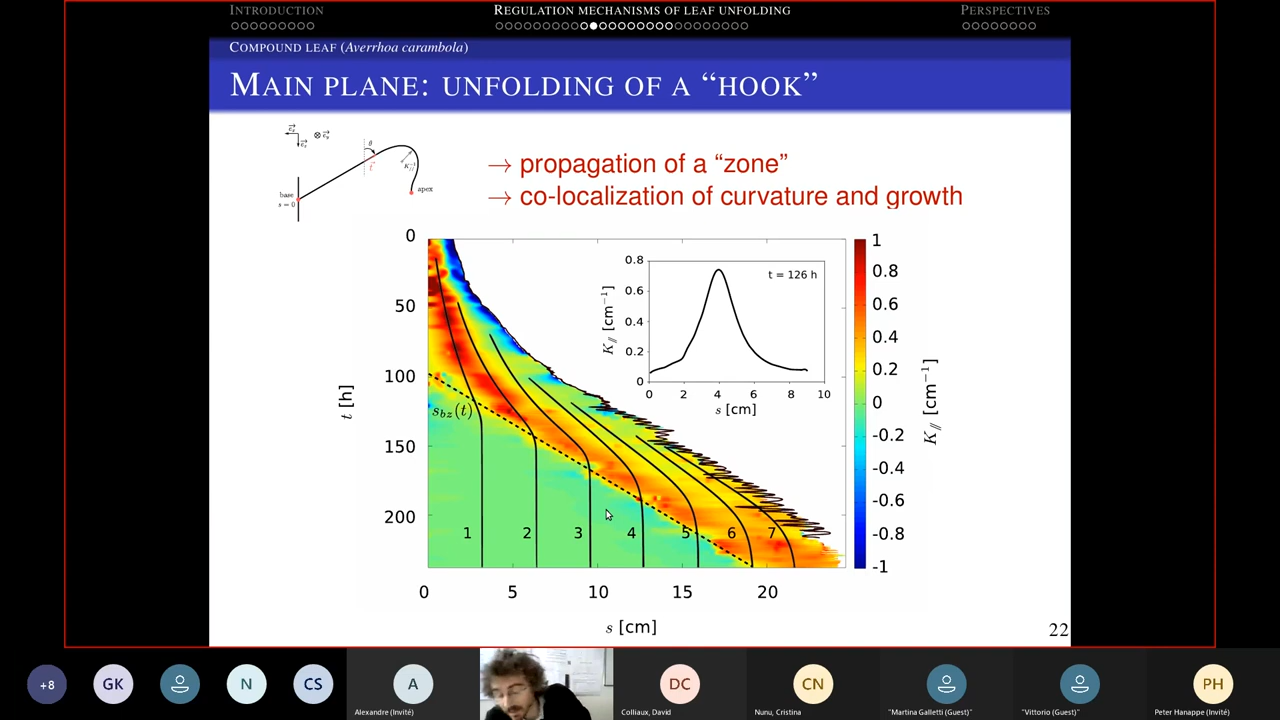 INTRODUCTION
REGULATION MECHANISMS OF LEAF UNFOLDING
PERSPECTIVES
COMPOUND LEAF (Averrhoa carambola)
MAIN PLANE: UNFOLDING OF A “HOOK”
→ propagation of a “zone”
→ co-localization of curvature and growth
θ
base
s = 0
apex
0
50
100
150
200
t [h]
s_bz(t)
1 2 3 4 5 6 7
0 5 10 15 20
s [cm]
0.8
0.6
0.4
0.2
0
K_// [cm⁻¹]
t = 126 h
0 2 4 6 8 10
s [cm]
1
0.8
0.6
0.4
0.2
0
-0.2
-0.4
-0.6
-0.8
-1
K_// [cm⁻¹]
22
+8
GK
N
CS
A
DC
CN
PH
Alexandre (Invité)
Colliaux, David
Nunu, Cristina
"Martina Galletti (Guest)"
"Vittorio (Guest)"
Peter Hanappe (Invité)